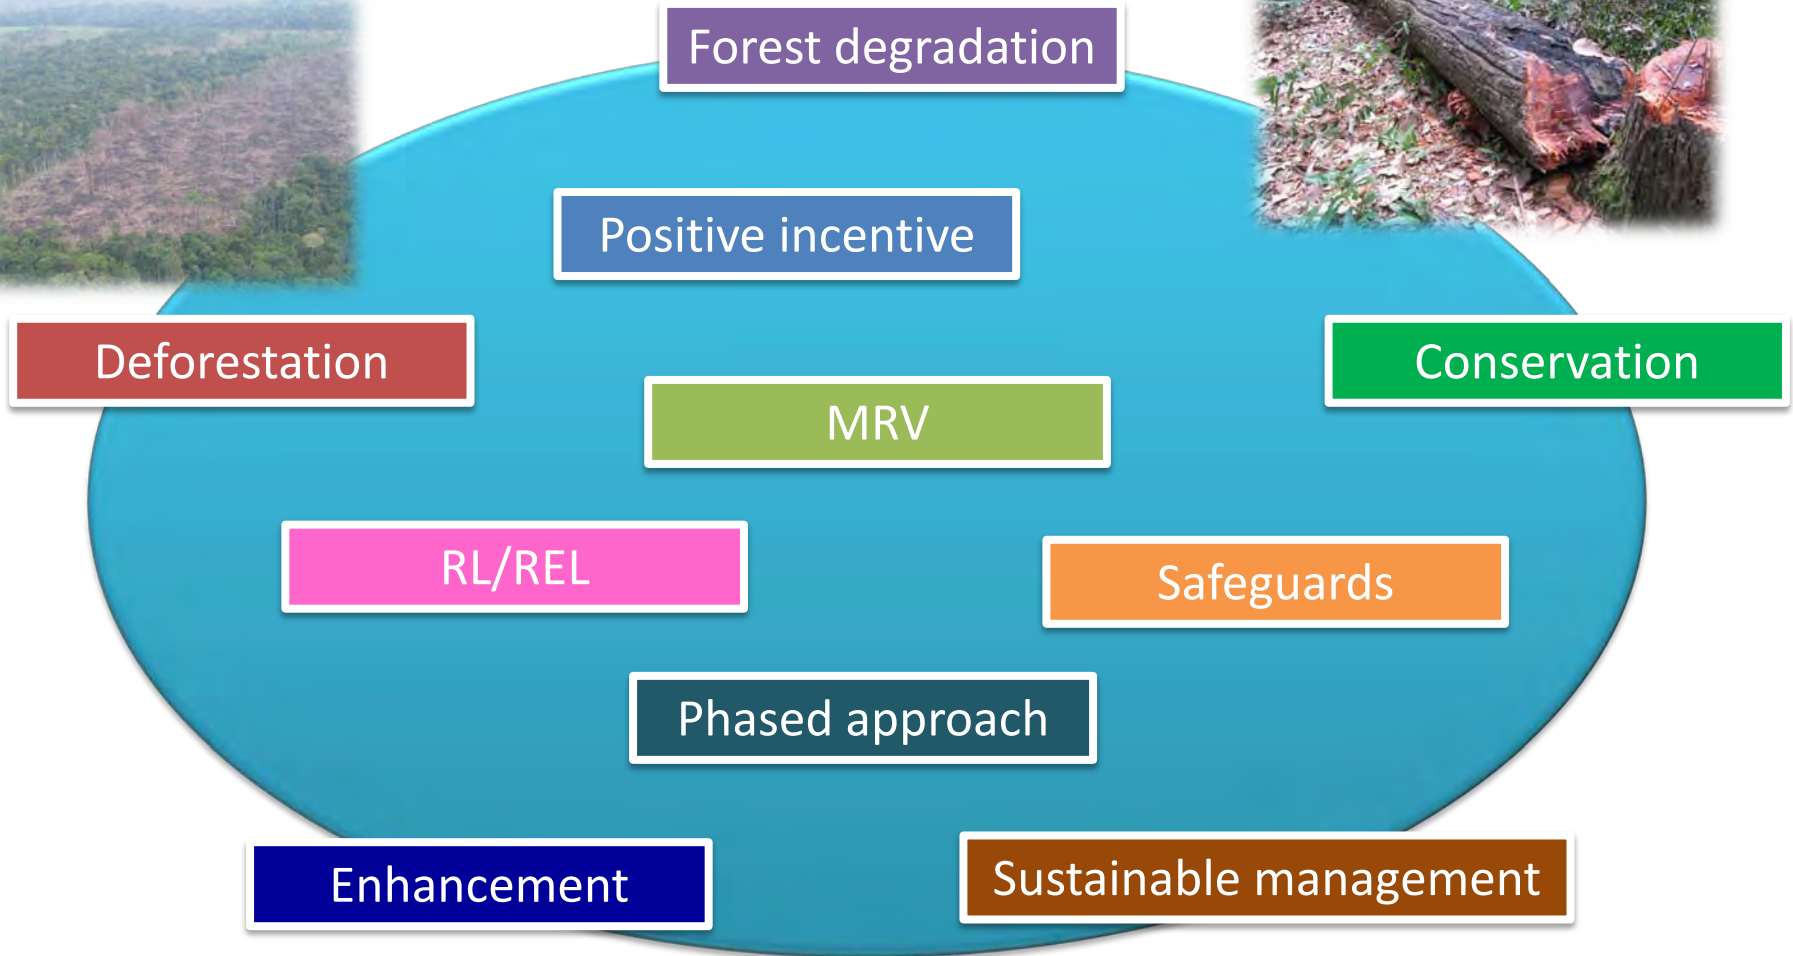 Forest degradation
Positive incentive
Deforestation
Conservation
MRV
RL/REL
Safeguards
Phased approach
Enhancement
Sustainable management